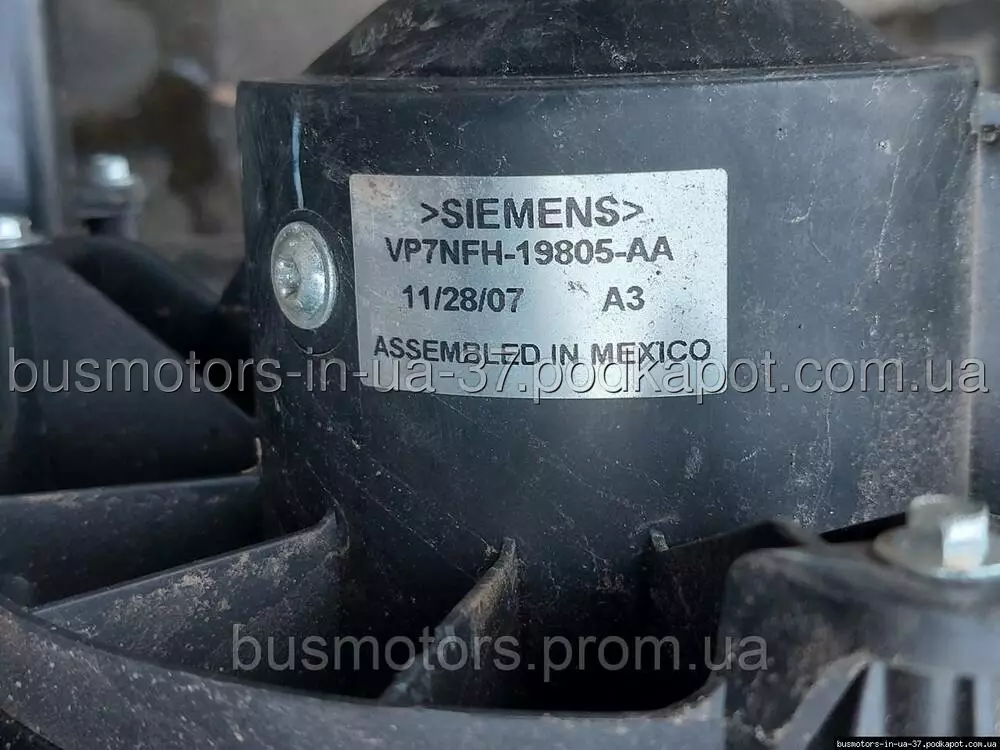 >SIEMENS>
VP7NFH-19805-AA
11/28/07 A3
ASSEMBLED IN MEXICO
busmotors-in-ua-37.podkapot.com.ua
busmotors.prom.ua
busmotors-in-ua-37.podkapot.com.ua